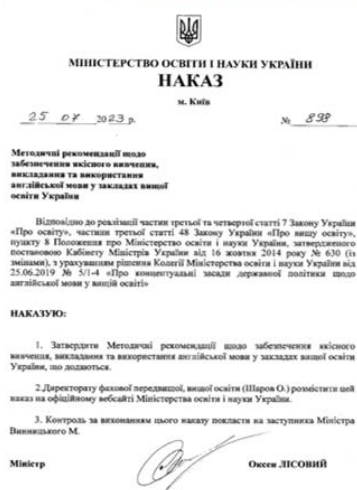 МІНІСТЕРСТВО ОСВІТИ І НАУКИ УКРАЇНИ
НАКАЗ
м. Київ
25 07 2023 р. № 898
Методичні рекомендації щодо
забезпечення якісного вивчення,
викладання та використання
англійської мови у закладах вищої
освіти України
Відповідно до реалізації частин третьої та четвертої статті 7 Закону України
«Про освіту», частини третьої статті 48 Закону України «Про вищу освіту»,
пункту 8 Положення про Міністерство освіти і науки України, затвердженого
постановою Кабінету Міністрів України від 16 жовтня 2014 року № 630 (із
змінами), з урахуванням рішення Колегії Міністерства освіти і науки України від
25.06.2019 № 5/1-4 «Про концептуальні засади державної політики щодо
англійської мови у вищій освіті»
НАКАЗУЮ:
1. Затвердити Методичні рекомендації щодо забезпечення якісного
вивчення, викладання та використання англійської мови у закладах вищої освіти
України, що додаються.
2.Директорату фахової передвищої, вищої освіти (Шаров О.) розмістити цей
наказ на офіційному вебсайті Міністерства освіти і науки України.
3. Контроль за виконанням цього наказу покласти на заступника Міністра
Винницького М.
Міністр Оксен ЛІСОВИЙ